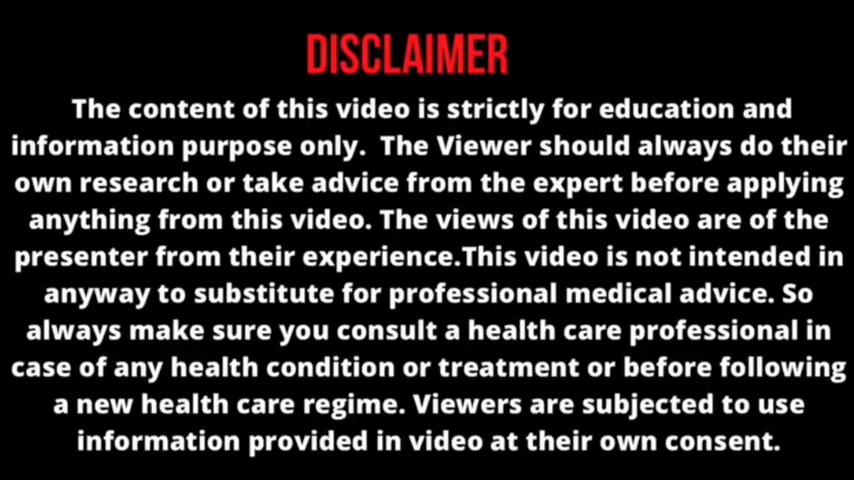 DISCLAIMER
The content of this video is strictly for education and
information purpose only.  The Viewer should always do their
own research or take advice from the expert before applying
anything from this video. The views of this video are of the
presenter from their experience.This video is not intended in
anyway to substitute for professional medical advice. So
always make sure you consult a health care professional in
case of any health condition or treatment or before following
a new health care regime. Viewers are subjected to use
information provided in video at their own consent.